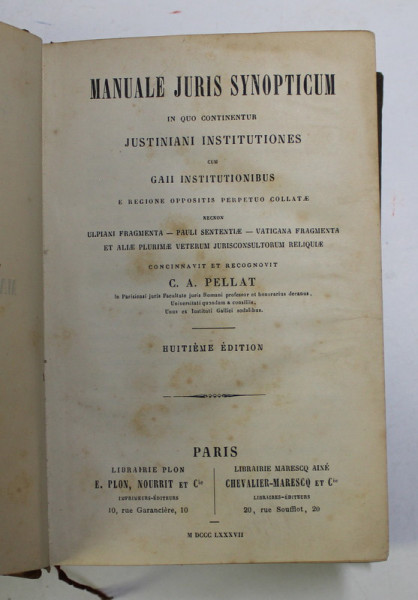 MANUALE JURIS SYNOPTICUM
IN QUO CONTINENTUR
JUSTINIANI INSTITUTIONES
CUM
GAII INSTITUTIONIBUS
E REGIONE OPPOSITIS PERPETUO COLLATÆ
NECNON
ULPIANI FRAGMENTA — PAULI SENTENTIÆ — VATICANA FRAGMENTA
ET ALIÆ PLURIMÆ VETERUM JURISCONSULTORUM RELIQUIÆ
CONCINNAVIT ET RECOGNOVIT
C. A. PELLAT
In Parisiensi juris Facultate juris Romani professor et honorarius decanus,
Universitati quondam a consiliis,
Unus ex Instituti Gallici sodalibus.
HUITIÈME ÉDITION
PARIS
LIBRAIRIE PLON
E. PLON, NOURRIT ET Cie
IMPRIMEURS-ÉDITEURS
10, rue Garancière, 10
LIBRAIRIE MARESCQ AINÉ
CHEVALIER-MARESCQ ET Cie
LIBRAIRES-ÉDITEURS
20, rue Soufflot, 20
M DCCC LXXXVII